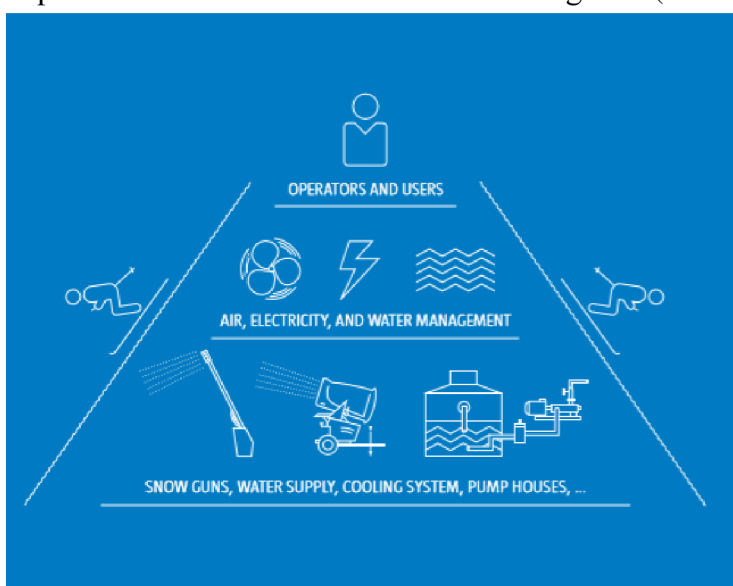 OPERATORS AND USERS
AIR, ELECTRICITY, AND WATER MANAGEMENT
SNOW GUNS, WATER SUPPLY, COOLING SYSTEM, PUMP HOUSES, ...